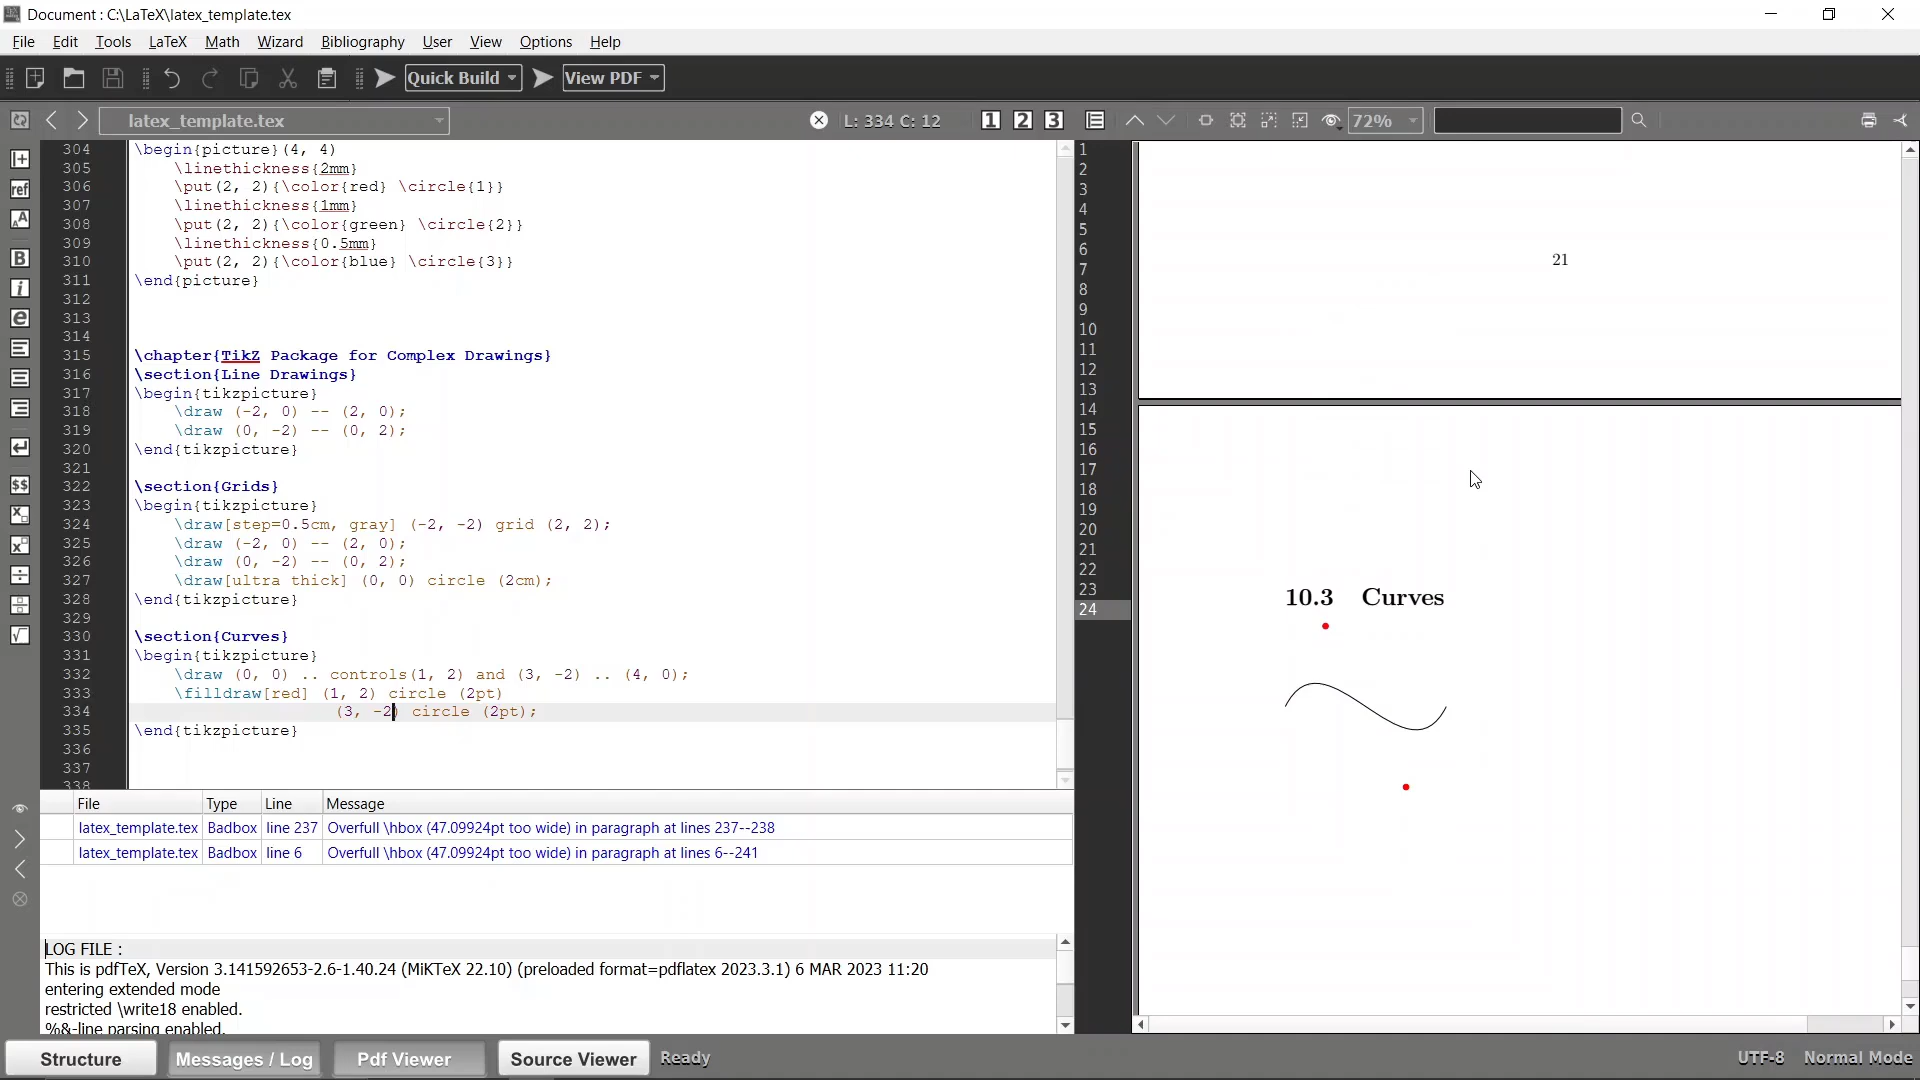 Document : C:\LaTeX\latex_template.tex
File Edit Tools LaTeX Math Wizard Bibliography User View Options Help
Quick Build View PDF
latex_template.tex L: 334 C: 12 1 2 3 72%
304 \begin{picture}(4, 4)
305 \linethickness{2mm}
306 \put(2, 2){\color{red} \circle{1}}
307 \linethickness{1mm}
308 \put(2, 2){\color{green} \circle{2}}
309 \linethickness{0.5mm}
310 \put(2, 2){\color{blue} \circle{3}}
311 \end{picture}
312
313
314
315 \chapter{TikZ Package for Complex Drawings}
316 \section{Line Drawings}
317 \begin{tikzpicture}
318 \draw (-2, 0) -- (2, 0);
319 \draw (0, -2) -- (0, 2);
320 \end{tikzpicture}
321
322 \section{Grids}
323 \begin{tikzpicture}
324 \draw[step=0.5cm, gray] (-2, -2) grid (2, 2);
325 \draw (-2, 0) -- (2, 0);
326 \draw (0, -2) -- (0, 2);
327 \draw[ultra thick] (0, 0) circle (2cm);
328 \end{tikzpicture}
329
330 \section{Curves}
331 \begin{tikzpicture}
332 \draw (0, 0) .. controls(1, 2) and (3, -2) .. (4, 0);
333 \filldraw[red] (1, 2) circle (2pt)
334 (3, -2) circle (2pt);
335 \end{tikzpicture}
336
337
338
ref
A
B
i
e
$$
x
x
1
2
3
4
5
6
7
8
9
10
11
12
13
14
15
16
17
18
19
20
21
22
23
24
21
10.3 Curves
File Type Line Message
latex_template.tex Badbox line 237 Overfull \hbox (47.09924pt too wide) in paragraph at lines 237--238
latex_template.tex Badbox line 6 Overfull \hbox (47.09924pt too wide) in paragraph at lines 6--241
LOG FILE :
This is pdfTeX, Version 3.141592653-2.6-1.40.24 (MiKTeX 22.10) (preloaded format=pdflatex 2023.3.1) 6 MAR 2023 11:20
entering extended mode
restricted \write18 enabled.
%&-line parsing enabled.
Structure Messages / Log Pdf Viewer Source Viewer Ready UTF-8 Normal Mode